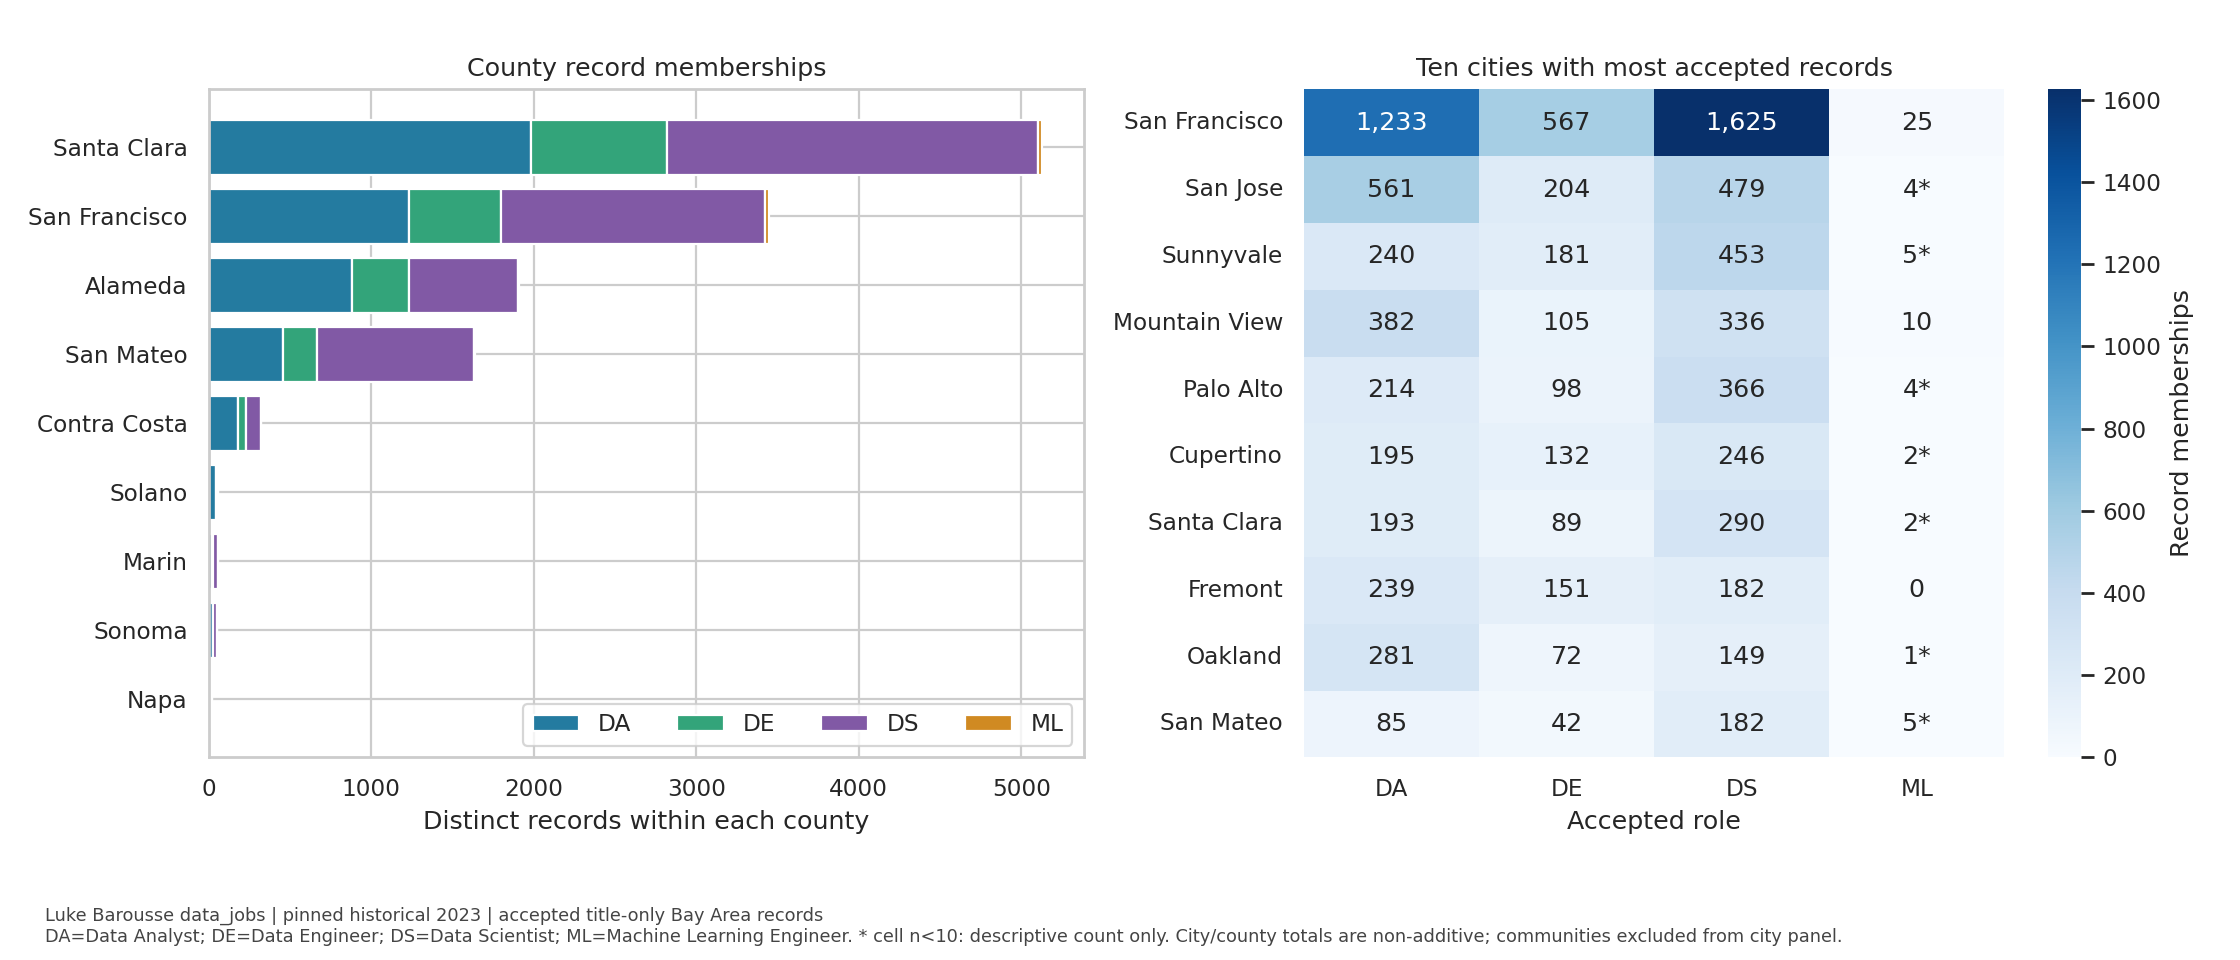 County record memberships
Santa Clara
San Francisco
Alameda
San Mateo
Contra Costa
Solano
Marin
Sonoma
Napa
DA DE DS ML
0 1000 2000 3000 4000 5000
Distinct records within each county
Ten cities with most accepted records
San Francisco 1,233 567 1,625 25
San Jose 561 204 479 4*
Sunnyvale 240 181 453 5*
Mountain View 382 105 336 10
Palo Alto 214 98 366 4*
Cupertino 195 132 246 2*
Santa Clara 193 89 290 2*
Fremont 239 151 182 0
Oakland 281 72 149 1*
San Mateo 85 42 182 5*
DA DE DS ML
Accepted role
1600
1400
1200
1000
800
600
400
200
0
Record memberships
Luke Barousse data_jobs | pinned historical 2023 | accepted title-only Bay Area records
DA=Data Analyst; DE=Data Engineer; DS=Data Scientist; ML=Machine Learning Engineer. * cell n<10: descriptive count only. City/county totals are non-additive; communities excluded from city panel.